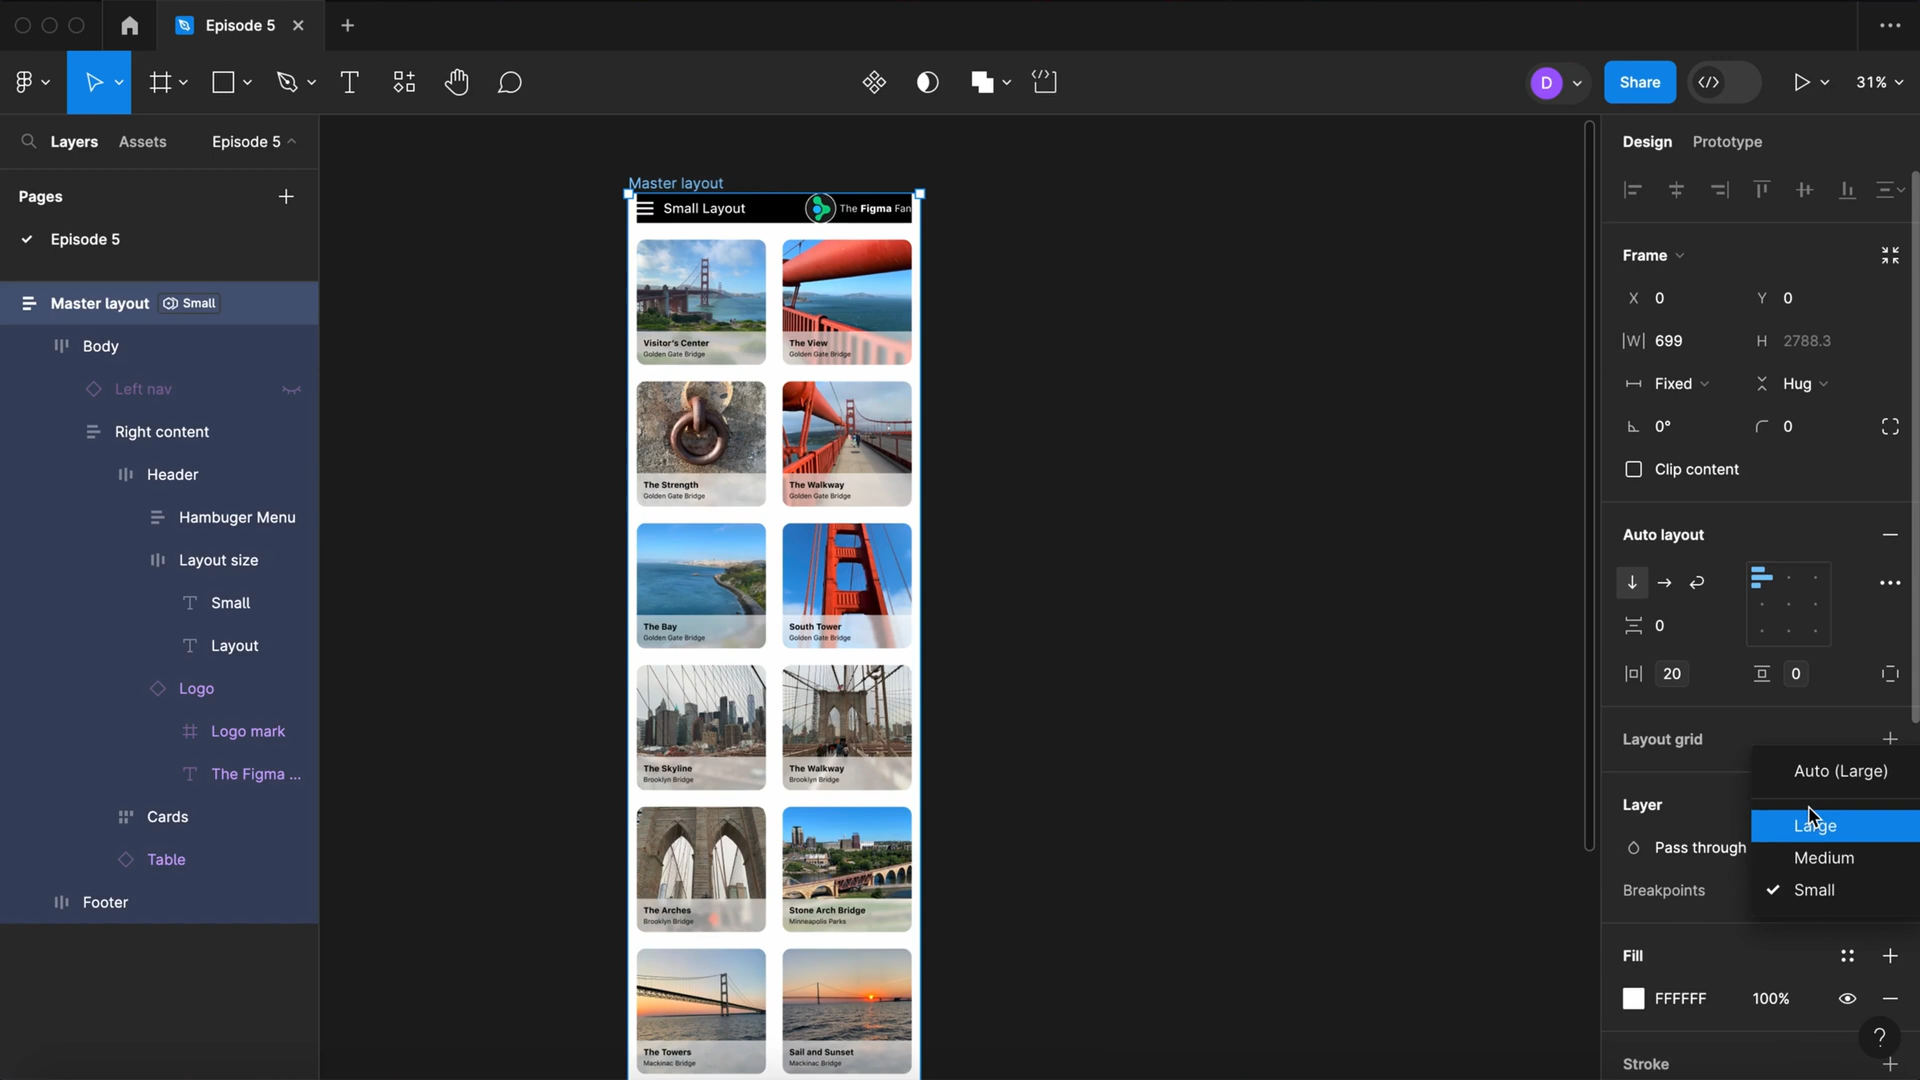 Episode 5
D
Share
31%
Layers
Assets
Episode 5
Pages
Episode 5
Master layout
Small
Body
Left nav
Right content
Header
Hambuger Menu
Layout size
Small
Layout
Logo
Logo mark
The Figma ...
Cards
Table
Footer
Master layout
Small Layout
The Figma Fan
Visitor's Center
Golden Gate Bridge
The View
Golden Gate Bridge
The Strength
Golden Gate Bridge
The Walkway
Golden Gate Bridge
The Bay
Golden Gate Bridge
South Tower
Golden Gate Bridge
The Skyline
Brooklyn Bridge
The Walkway
Brooklyn Bridge
The Arches
Brooklyn Bridge
Stone Arch Bridge
Minneapolis Parks
The Towers
Mackinac Bridge
Sail and Sunset
Mackinac Bridge
Design
Prototype
Frame
X 0
Y 0
W 699
H 2788.3
Fixed
Hug
0°
0
Clip content
Auto layout
0
20
0
Layout grid
Auto (Large)
Layer
Large
Pass through
Medium
Breakpoints
Small
Fill
FFFFFF
100%
?
Stroke